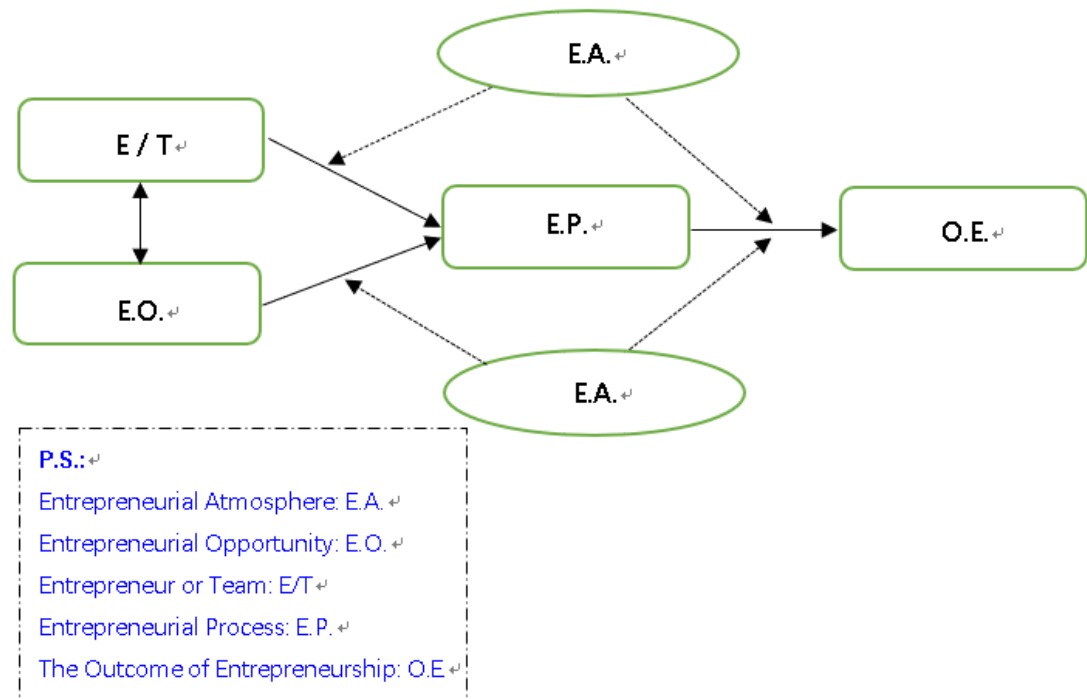 E.A.
E / T
E.P.
O.E.
E.O.
E.A.
P.S.:
Entrepreneurial Atmosphere: E.A.
Entrepreneurial Opportunity: E.O.
Entrepreneur or Team: E/T
Entrepreneurial Process: E.P.
The Outcome of Entrepreneurship: O.E